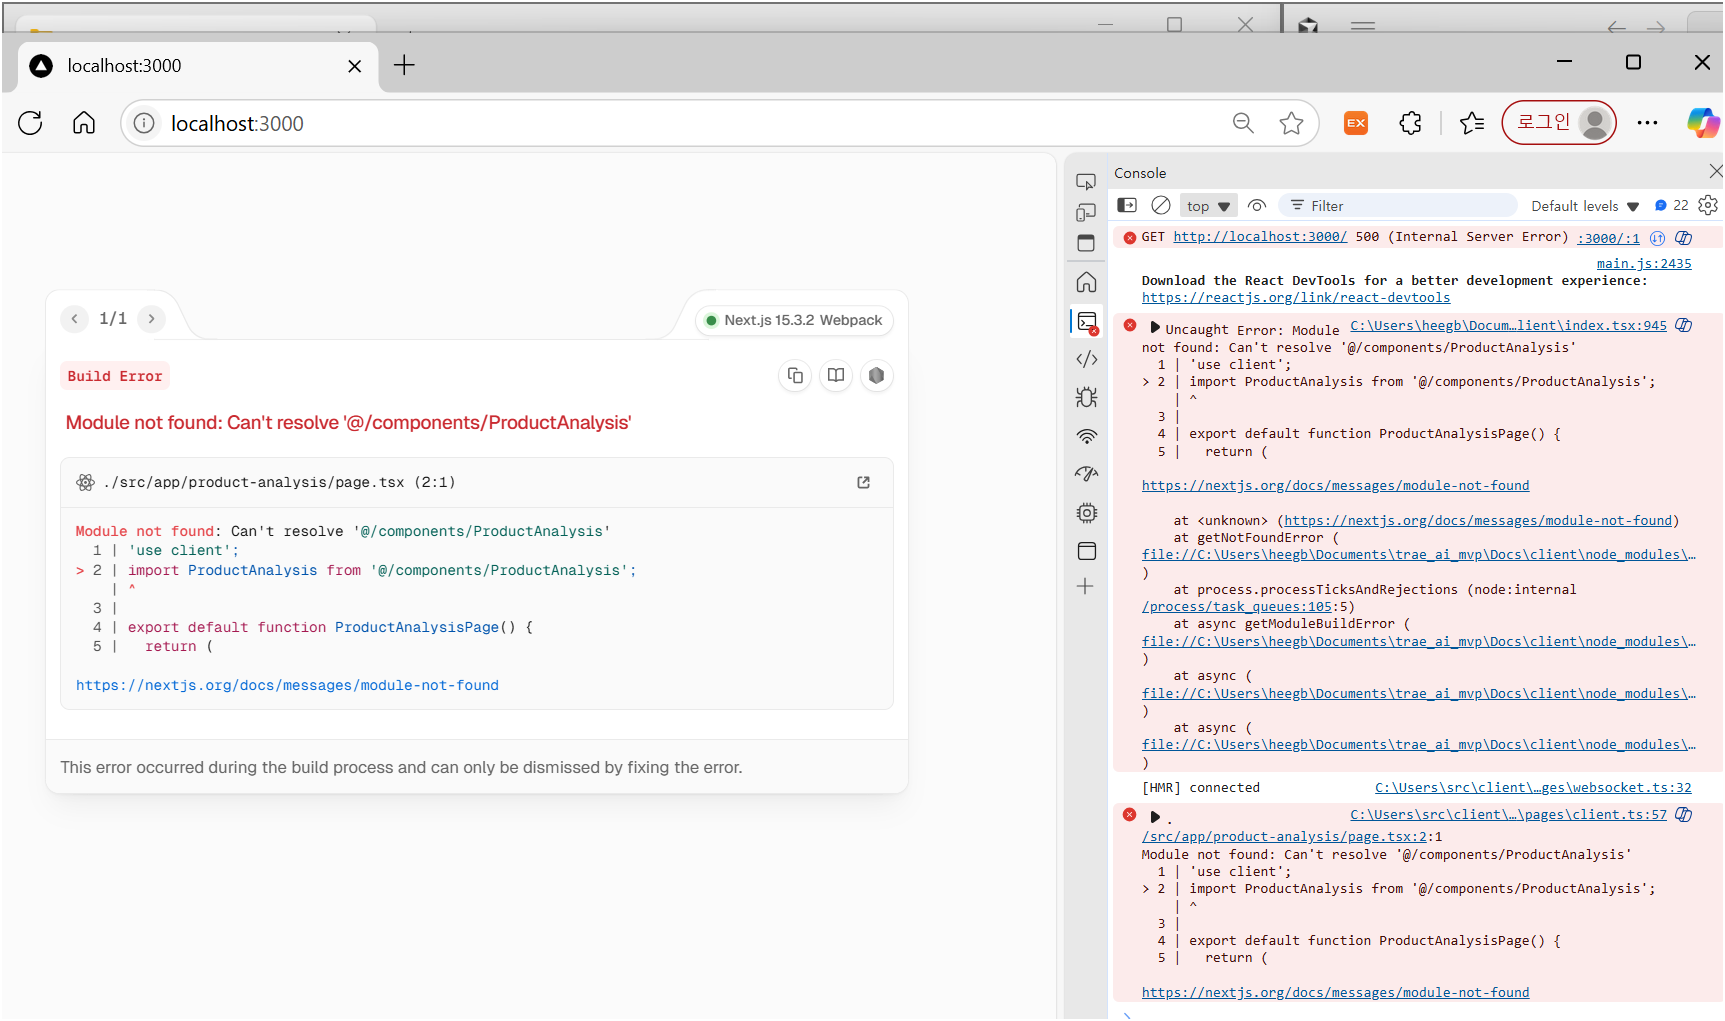 localhost:3000
localhost:3000
EX
로그인
1/1
Next.js 15.3.2 Webpack
Build Error
Module not found: Can't resolve '@/components/ProductAnalysis'
./src/app/product-analysis/page.tsx (2:1)
Module not found: Can't resolve '@/components/ProductAnalysis'
1 | 'use client';
> 2 | import ProductAnalysis from '@/components/ProductAnalysis';
| ^
3 |
4 | export default function ProductAnalysisPage() {
5 | return (
https://nextjs.org/docs/messages/module-not-found
This error occurred during the build process and can only be dismissed by fixing the error.
Console
top
Filter
Default levels
22
GET http://localhost:3000/ 500 (Internal Server Error) :3000/:1
main.js:2435
Download the React DevTools for a better development experience:
https://reactjs.org/link/react-devtools
Uncaught Error: Module C:\Users\heegb\Docum…lient\index.tsx:945
not found: Can't resolve '@/components/ProductAnalysis'
1 | 'use client';
> 2 | import ProductAnalysis from '@/components/ProductAnalysis';
| ^
3 |
4 | export default function ProductAnalysisPage() {
5 | return (
https://nextjs.org/docs/messages/module-not-found
at <unknown> (https://nextjs.org/docs/messages/module-not-found)
at getNotFoundError (
file://C:\Users\heegb\Documents\trae_ai_mvp\Docs\client\node_modules\…
)
at process.processTicksAndRejections (node:internal
/process/task_queues:105:5)
at async getModuleBuildError (
file://C:\Users\heegb\Documents\trae_ai_mvp\Docs\client\node_modules\…
)
at async (
file://C:\Users\heegb\Documents\trae_ai_mvp\Docs\client\node_modules\…
)
at async (
file://C:\Users\heegb\Documents\trae_ai_mvp\Docs\client\node_modules\…
)
[HMR] connected C:\Users\src\client\…ges\websocket.ts:32
. C:\Users\src\client\…\pages\client.ts:57
/src/app/product-analysis/page.tsx:2:1
Module not found: Can't resolve '@/components/ProductAnalysis'
1 | 'use client';
> 2 | import ProductAnalysis from '@/components/ProductAnalysis';
| ^
3 |
4 | export default function ProductAnalysisPage() {
5 | return (
https://nextjs.org/docs/messages/module-not-found